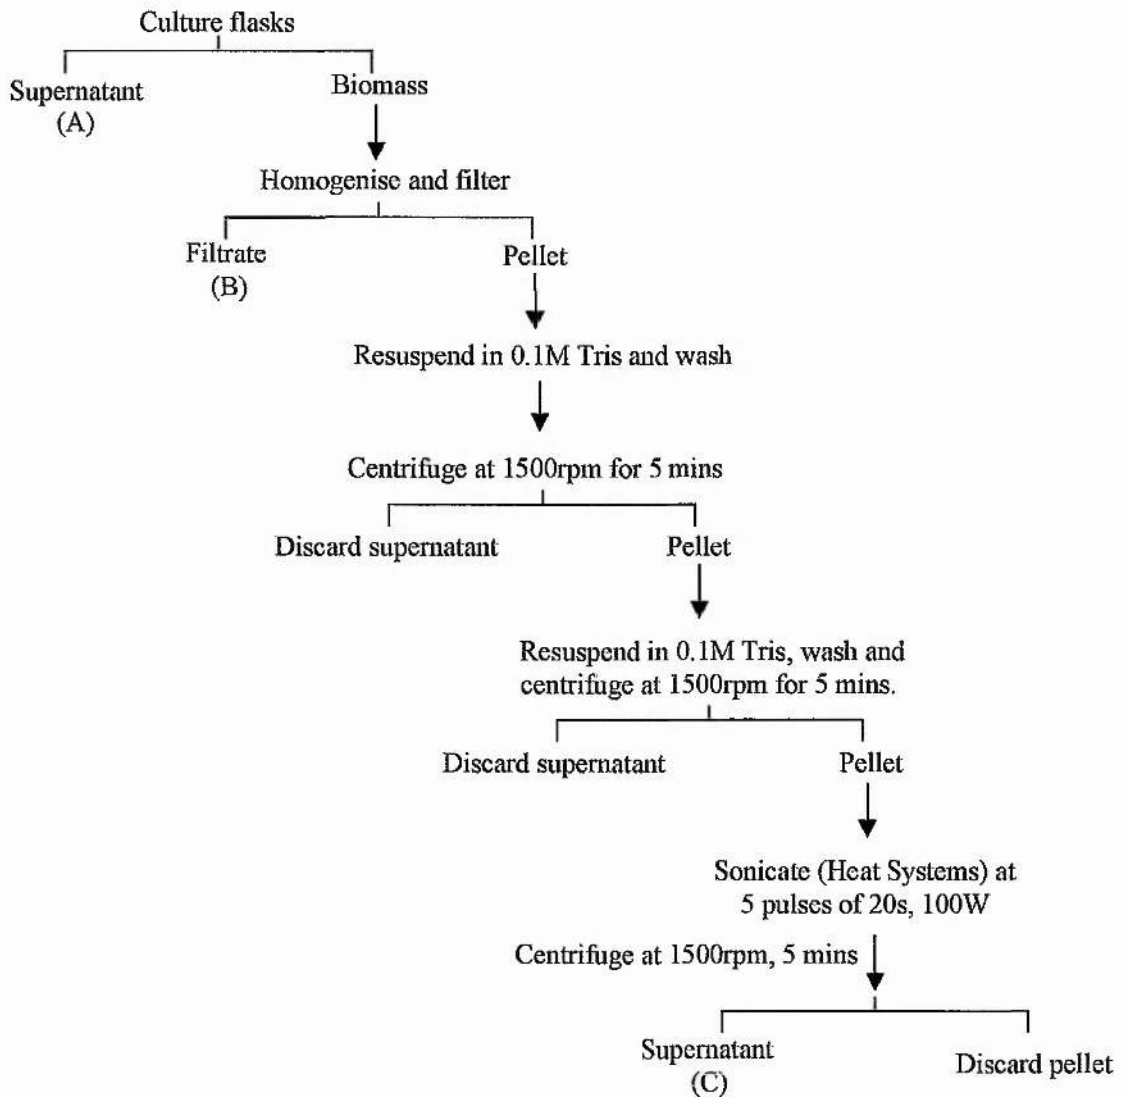 Culture flasks
Supernatant
(A)
Biomass
Homogenise and filter
Filtrate
(B)
Pellet
Resuspend in 0.1M Tris and wash
Centrifuge at 1500rpm for 5 mins
Discard supernatant
Pellet
Resuspend in 0.1M Tris, wash and
centrifuge at 1500rpm for 5 mins.
Discard supernatant
Pellet
Sonicate (Heat Systems) at
5 pulses of 20s, 100W
Centrifuge at 1500rpm, 5 mins
Supernatant
(C)
Discard pellet